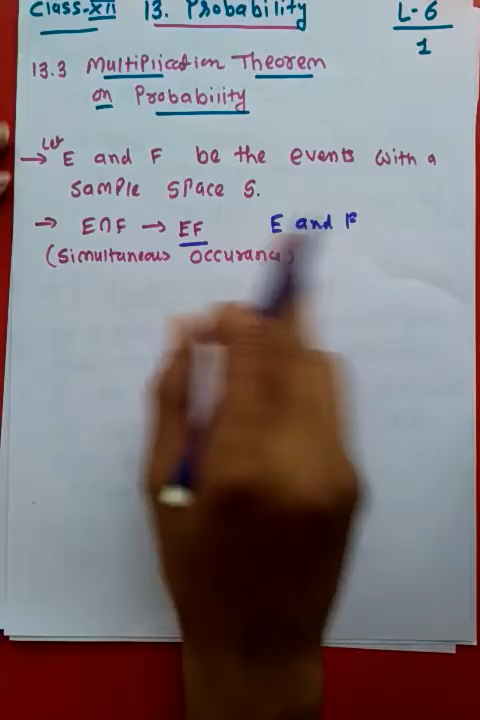 Class-XII 13. Probability L-6
1
13.3 Multiplication Theorem
on Probability
→ Let E and F be the events with a
sample space S.
⇒ E∩F → EF E and F
(simultaneous occurance)